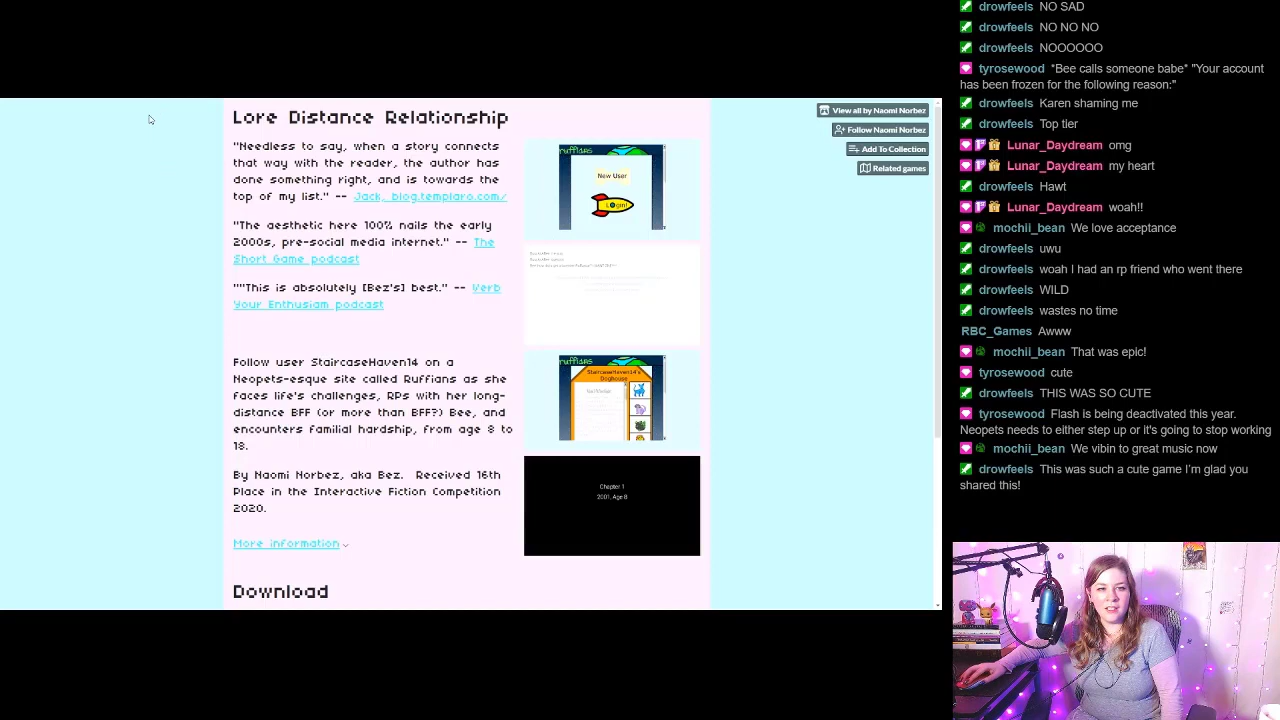 Lore Distance Relationship
"Needless to say, when a story connects
that way with the reader, the author has
done something right, and is towards the
top of my list." -- Jack, blog.templaro.com/
"The aesthetic here 100% nails the early
2000s, pre-social media internet." -- The
Short Game podcast
""This is absolutely [Bez's] best." -- Verb
Your Enthusiam podcast
Follow user StaircaseHaven14 on a
Neopets-esque site called Ruffians as she
faces life's challenges, RPs with her long-
distance BFF (or more than BFF?) Bee, and
encounters familial hardship, from age 8 to
18.
By Naomi Norbez, aka Bez. Received 16th
Place in the Interactive Fiction Competition
2020.
More information
Download
ruffians
New User
Login!
ruffians
StaircaseHaven14's
Doghouse
Chapter 1
2001, Age 8
View all by Naomi Norbez
Follow Naomi Norbez
Add To Collection
Related games
drowfeels NO SAD
drowfeels NO NO NO
drowfeels NOOOOOO
tyrosewood *Bee calls someone babe* "Your account
has been frozen for the following reason:"
drowfeels Karen shaming me
drowfeels Top tier
Lunar_Daydream omg
Lunar_Daydream my heart
drowfeels Hawt
Lunar_Daydream woah!!
mochii_bean We love acceptance
drowfeels uwu
drowfeels woah I had an rp friend who went there
drowfeels WILD
drowfeels wastes no time
RBC_Games Awww
mochii_bean That was epic!
tyrosewood cute
drowfeels THIS WAS SO CUTE
tyrosewood Flash is being deactivated this year.
Neopets needs to either step up or it's going to stop working
mochii_bean We vibin to great music now
drowfeels This was such a cute game I'm glad you
shared this!